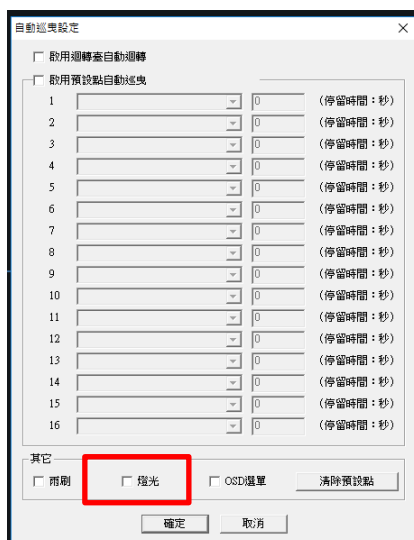 自動巡曳設定
啟用迴轉臺自動迴轉
啟用預設點自動巡曳
1 0 (停留時間：秒)
2 0 (停留時間：秒)
3 0 (停留時間：秒)
4 0 (停留時間：秒)
5 0 (停留時間：秒)
6 0 (停留時間：秒)
7 0 (停留時間：秒)
8 0 (停留時間：秒)
9 0 (停留時間：秒)
10 0 (停留時間：秒)
11 0 (停留時間：秒)
12 0 (停留時間：秒)
13 0 (停留時間：秒)
14 0 (停留時間：秒)
15 0 (停留時間：秒)
16 0 (停留時間：秒)
其它
雨刷 燈光 OSD選單 清除預設點
確定 取消